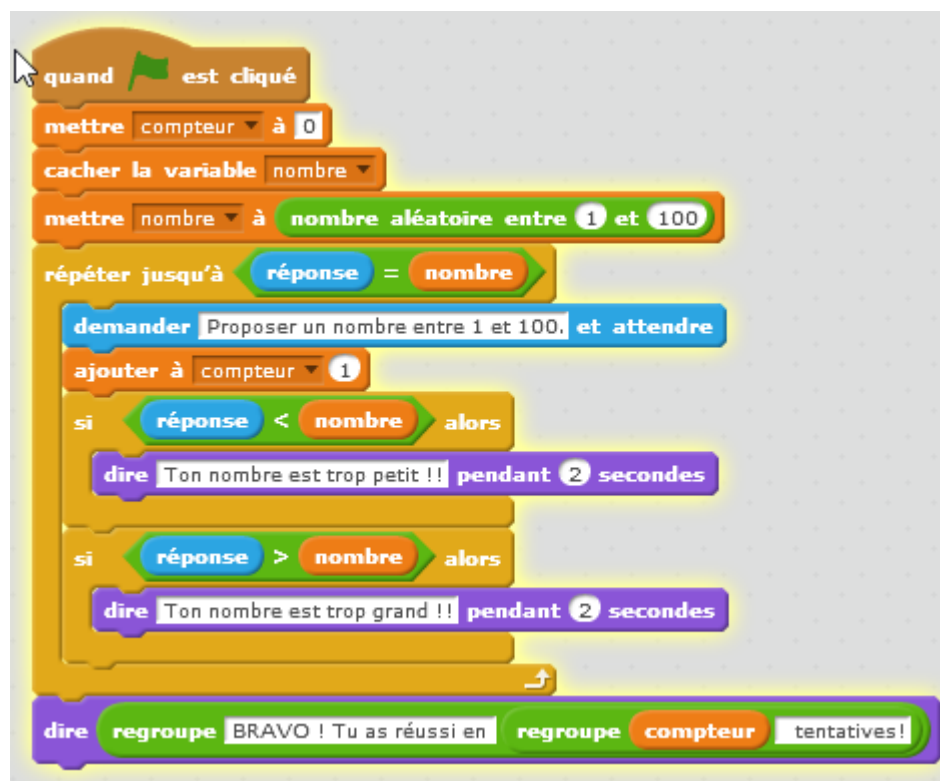 quand est cliqué
mettre compteur à 0
cacher la variable nombre
mettre nombre à nombre aléatoire entre 1 et 100
répéter jusqu'à réponse = nombre
demander Proposer un nombre entre 1 et 100. et attendre
ajouter à compteur 1
si réponse < nombre alors
dire Ton nombre est trop petit !! pendant 2 secondes
si réponse > nombre alors
dire Ton nombre est trop grand !! pendant 2 secondes
dire regroupe BRAVO ! Tu as réussi en regroupe compteur tentatives!